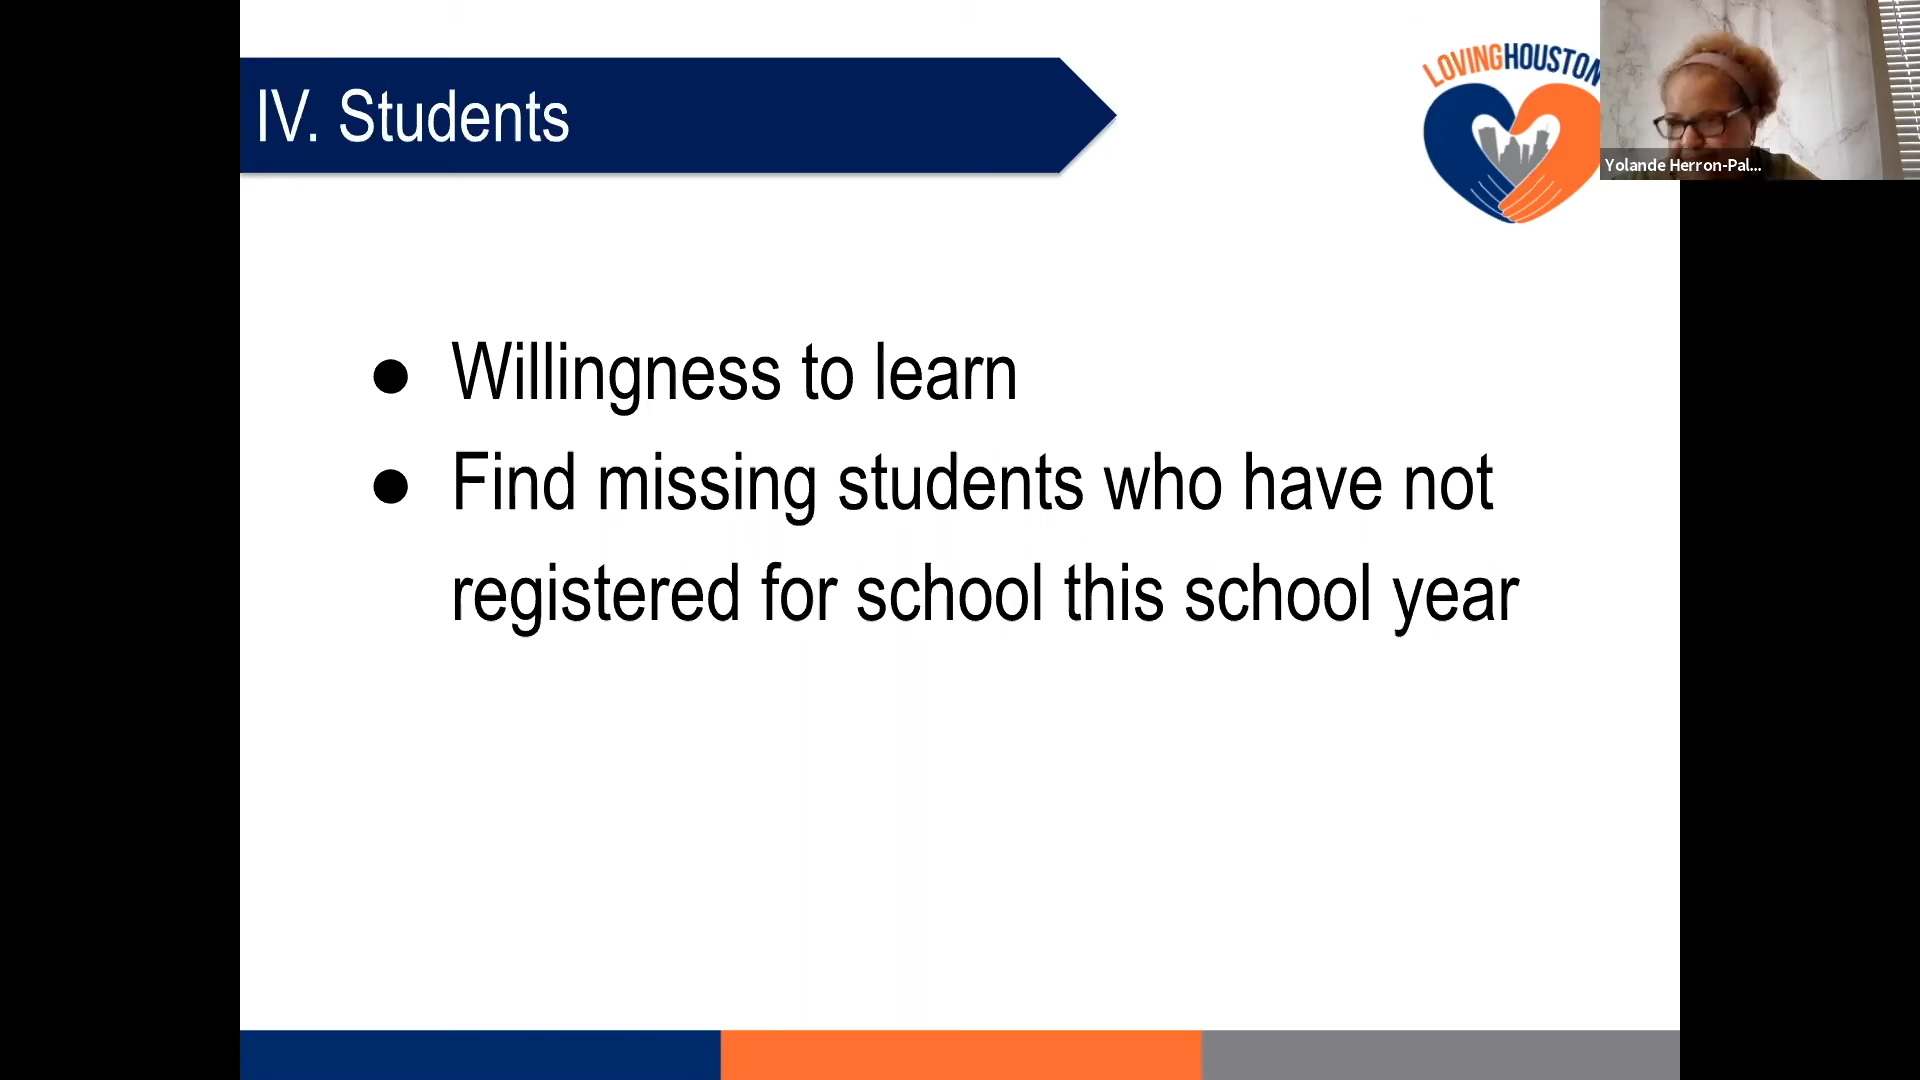 IV. Students
LOVINGHOUSTON
Yolande Herron-Pal...
● Willingness to learn
● Find missing students who have not
registered for school this school year